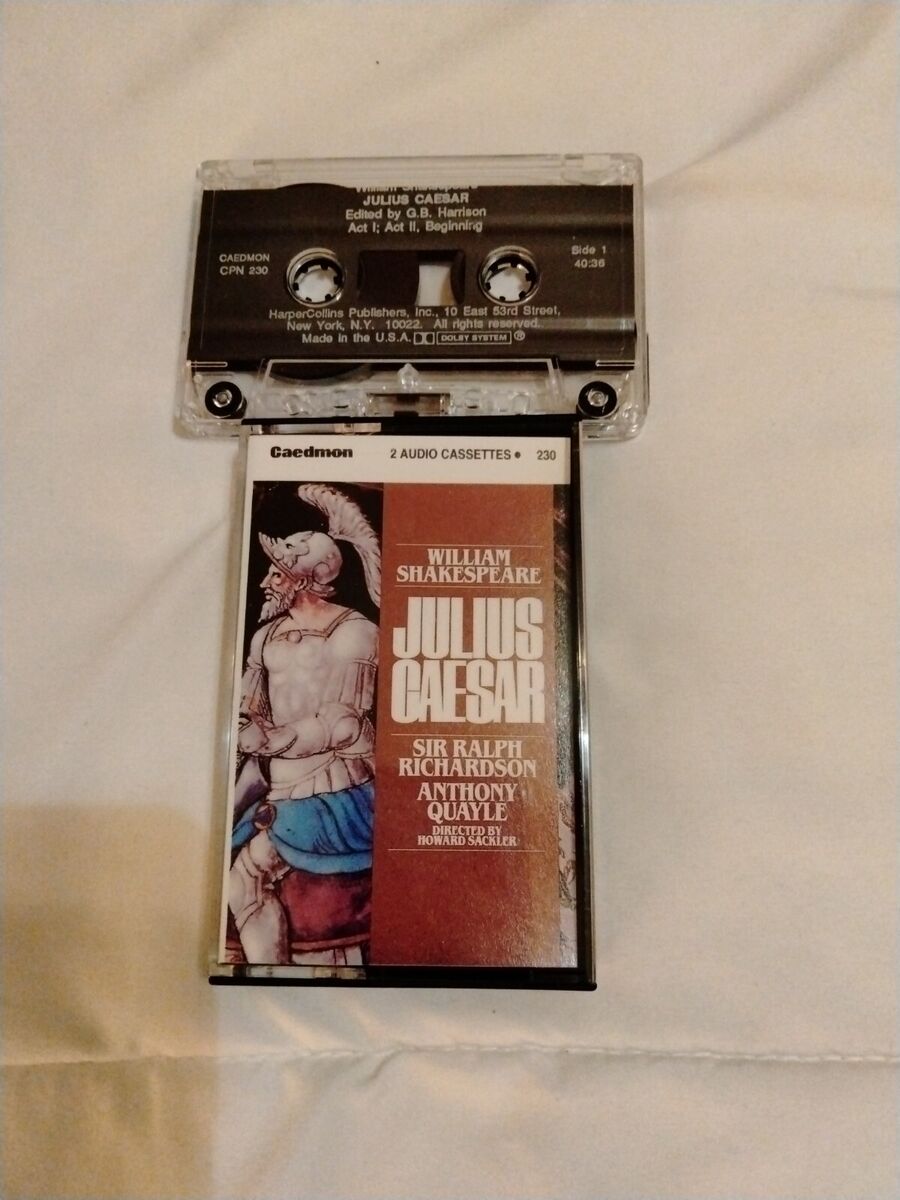 JULIUS CAESAR
Edited by G.B. Harrison
Act I; Act II, Beginning
CAEDMON
CPN 230
Side 1
40:36
HarperCollins Publishers, Inc., 10 East 53rd Street,
New York, N.Y. 10022. All rights reserved.
Made in the U.S.A. DOLBY SYSTEM ®
Caedmon 2 AUDIO CASSETTES • 230
WILLIAM
SHAKESPEARE
JULIUS
CAESAR
SIR RALPH
RICHARDSON
ANTHONY
QUAYLE
DIRECTED BY
HOWARD SACKLER